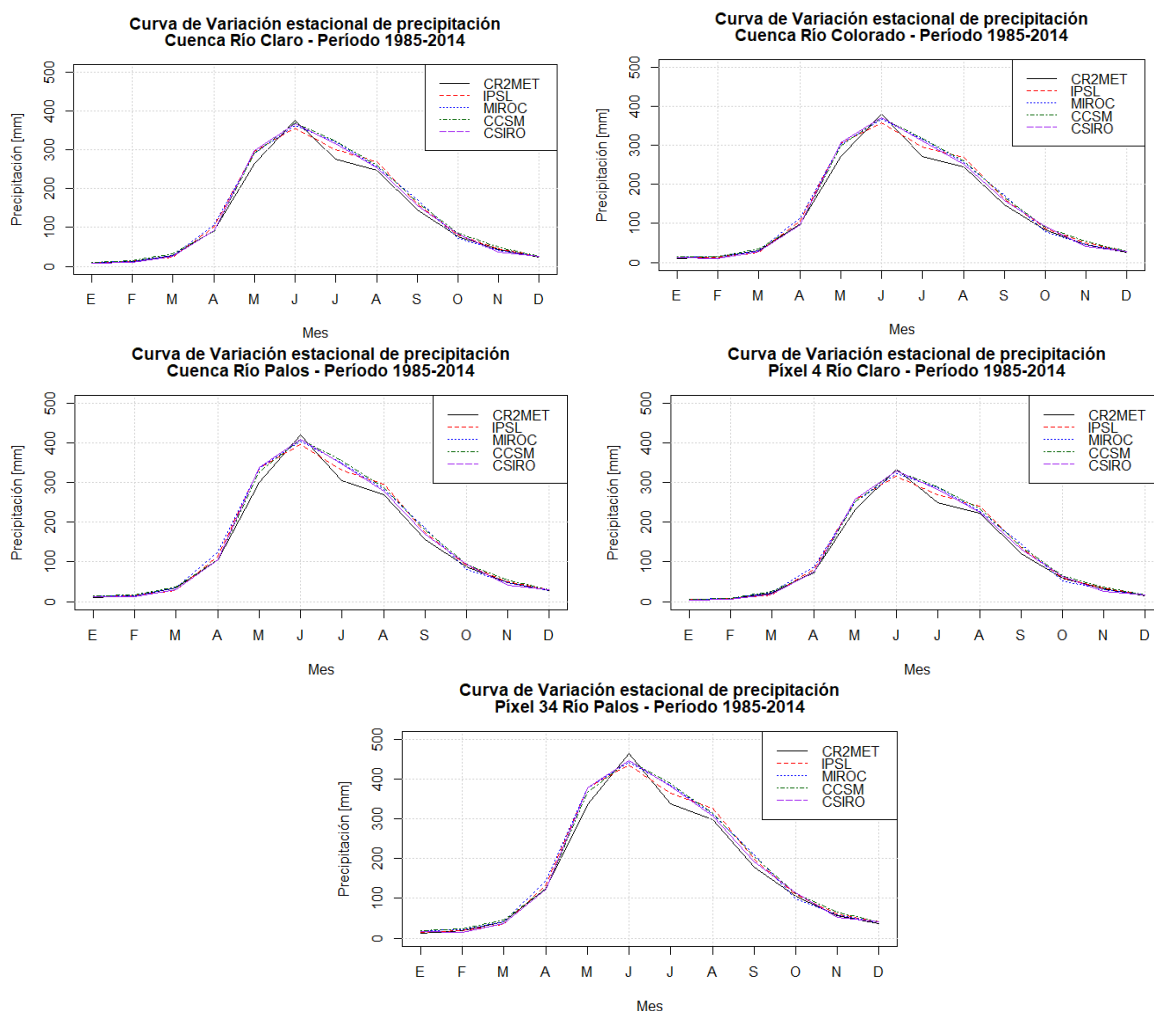 Curva de Variación estacional de precipitación
Cuenca Río Claro - Período 1985-2014
Precipitación [mm]
500
400
300
200
100
0
CR2MET
IPSL
MIROC
CCSM
CSIRO
E F M A M J J A S O N D
Mes
Curva de Variación estacional de precipitación
Cuenca Río Colorado - Período 1985-2014
Precipitación [mm]
500
400
300
200
100
0
CR2MET
IPSL
MIROC
CCSM
CSIRO
E F M A M J J A S O N D
Mes
Curva de Variación estacional de precipitación
Cuenca Río Palos - Período 1985-2014
Precipitación [mm]
500
400
300
200
100
0
CR2MET
IPSL
MIROC
CCSM
CSIRO
E F M A M J J A S O N D
Mes
Curva de Variación estacional de precipitación
Píxel 4 Río Claro - Período 1985-2014
Precipitación [mm]
500
400
300
200
100
0
CR2MET
IPSL
MIROC
CCSM
CSIRO
E F M A M J J A S O N D
Mes
Curva de Variación estacional de precipitación
Píxel 34 Río Palos - Período 1985-2014
Precipitación [mm]
500
400
300
200
100
0
CR2MET
IPSL
MIROC
CCSM
CSIRO
E F M A M J J A S O N D
Mes